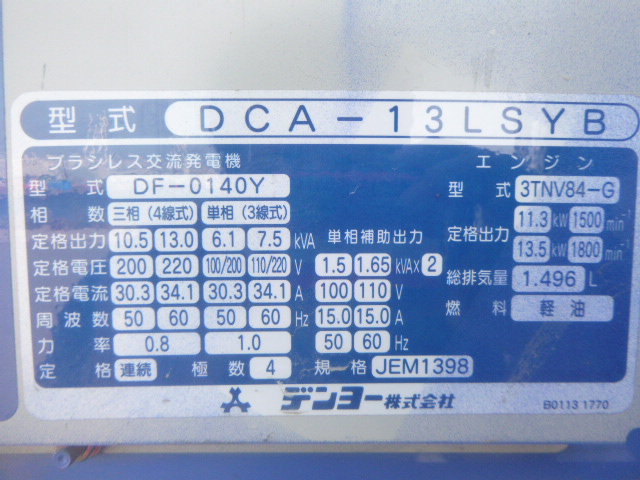 型式 DCA-13LSYB
ブラシレス交流発電機
型式 DF-0140Y
相数 三相(4線式) 単相(3線式)
定格出力 10.5 13.0 6.1 7.5 kVA
定格電圧 200 220 100/200 110/220 V
定格電流 30.3 34.1 30.3 34.1 A
周波数 50 60 50 60 Hz
力率 0.8 1.0
定格 連続 極数 4 規格 JEM1398
単相補助出力
1.5 1.65 kVA×2
100 110 V
15.0 15.0 A
50 60 Hz
エンジン
型式 3TNV84-G
定格出力 11.3 kW 1500 min⁻¹
13.5 kW 1800 min⁻¹
総排気量 1.496 L
燃料 軽油
デンヨー株式会社
B0113 1770